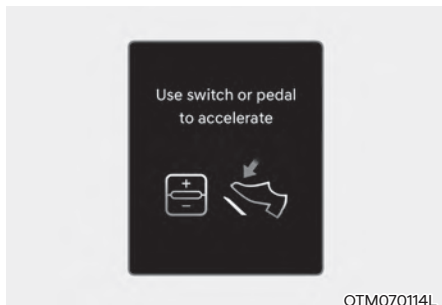 Use switch or pedal
to accelerate
+
−
OTM070114L